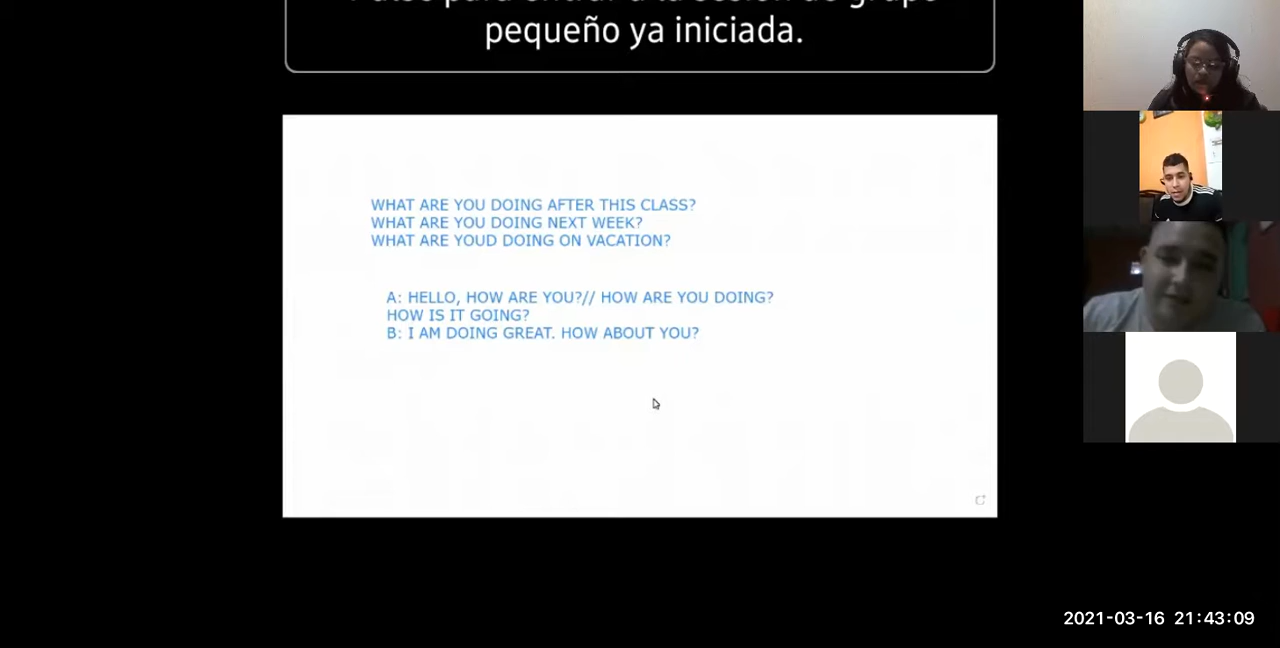 pequeño ya iniciada.
WHAT ARE YOU DOING AFTER THIS CLASS?
WHAT ARE YOU DOING NEXT WEEK?
WHAT ARE YOUD DOING ON VACATION?
A: HELLO, HOW ARE YOU?// HOW ARE YOU DOING?
HOW IS IT GOING?
B: I AM DOING GREAT. HOW ABOUT YOU?
2021-03-16 21:43:09